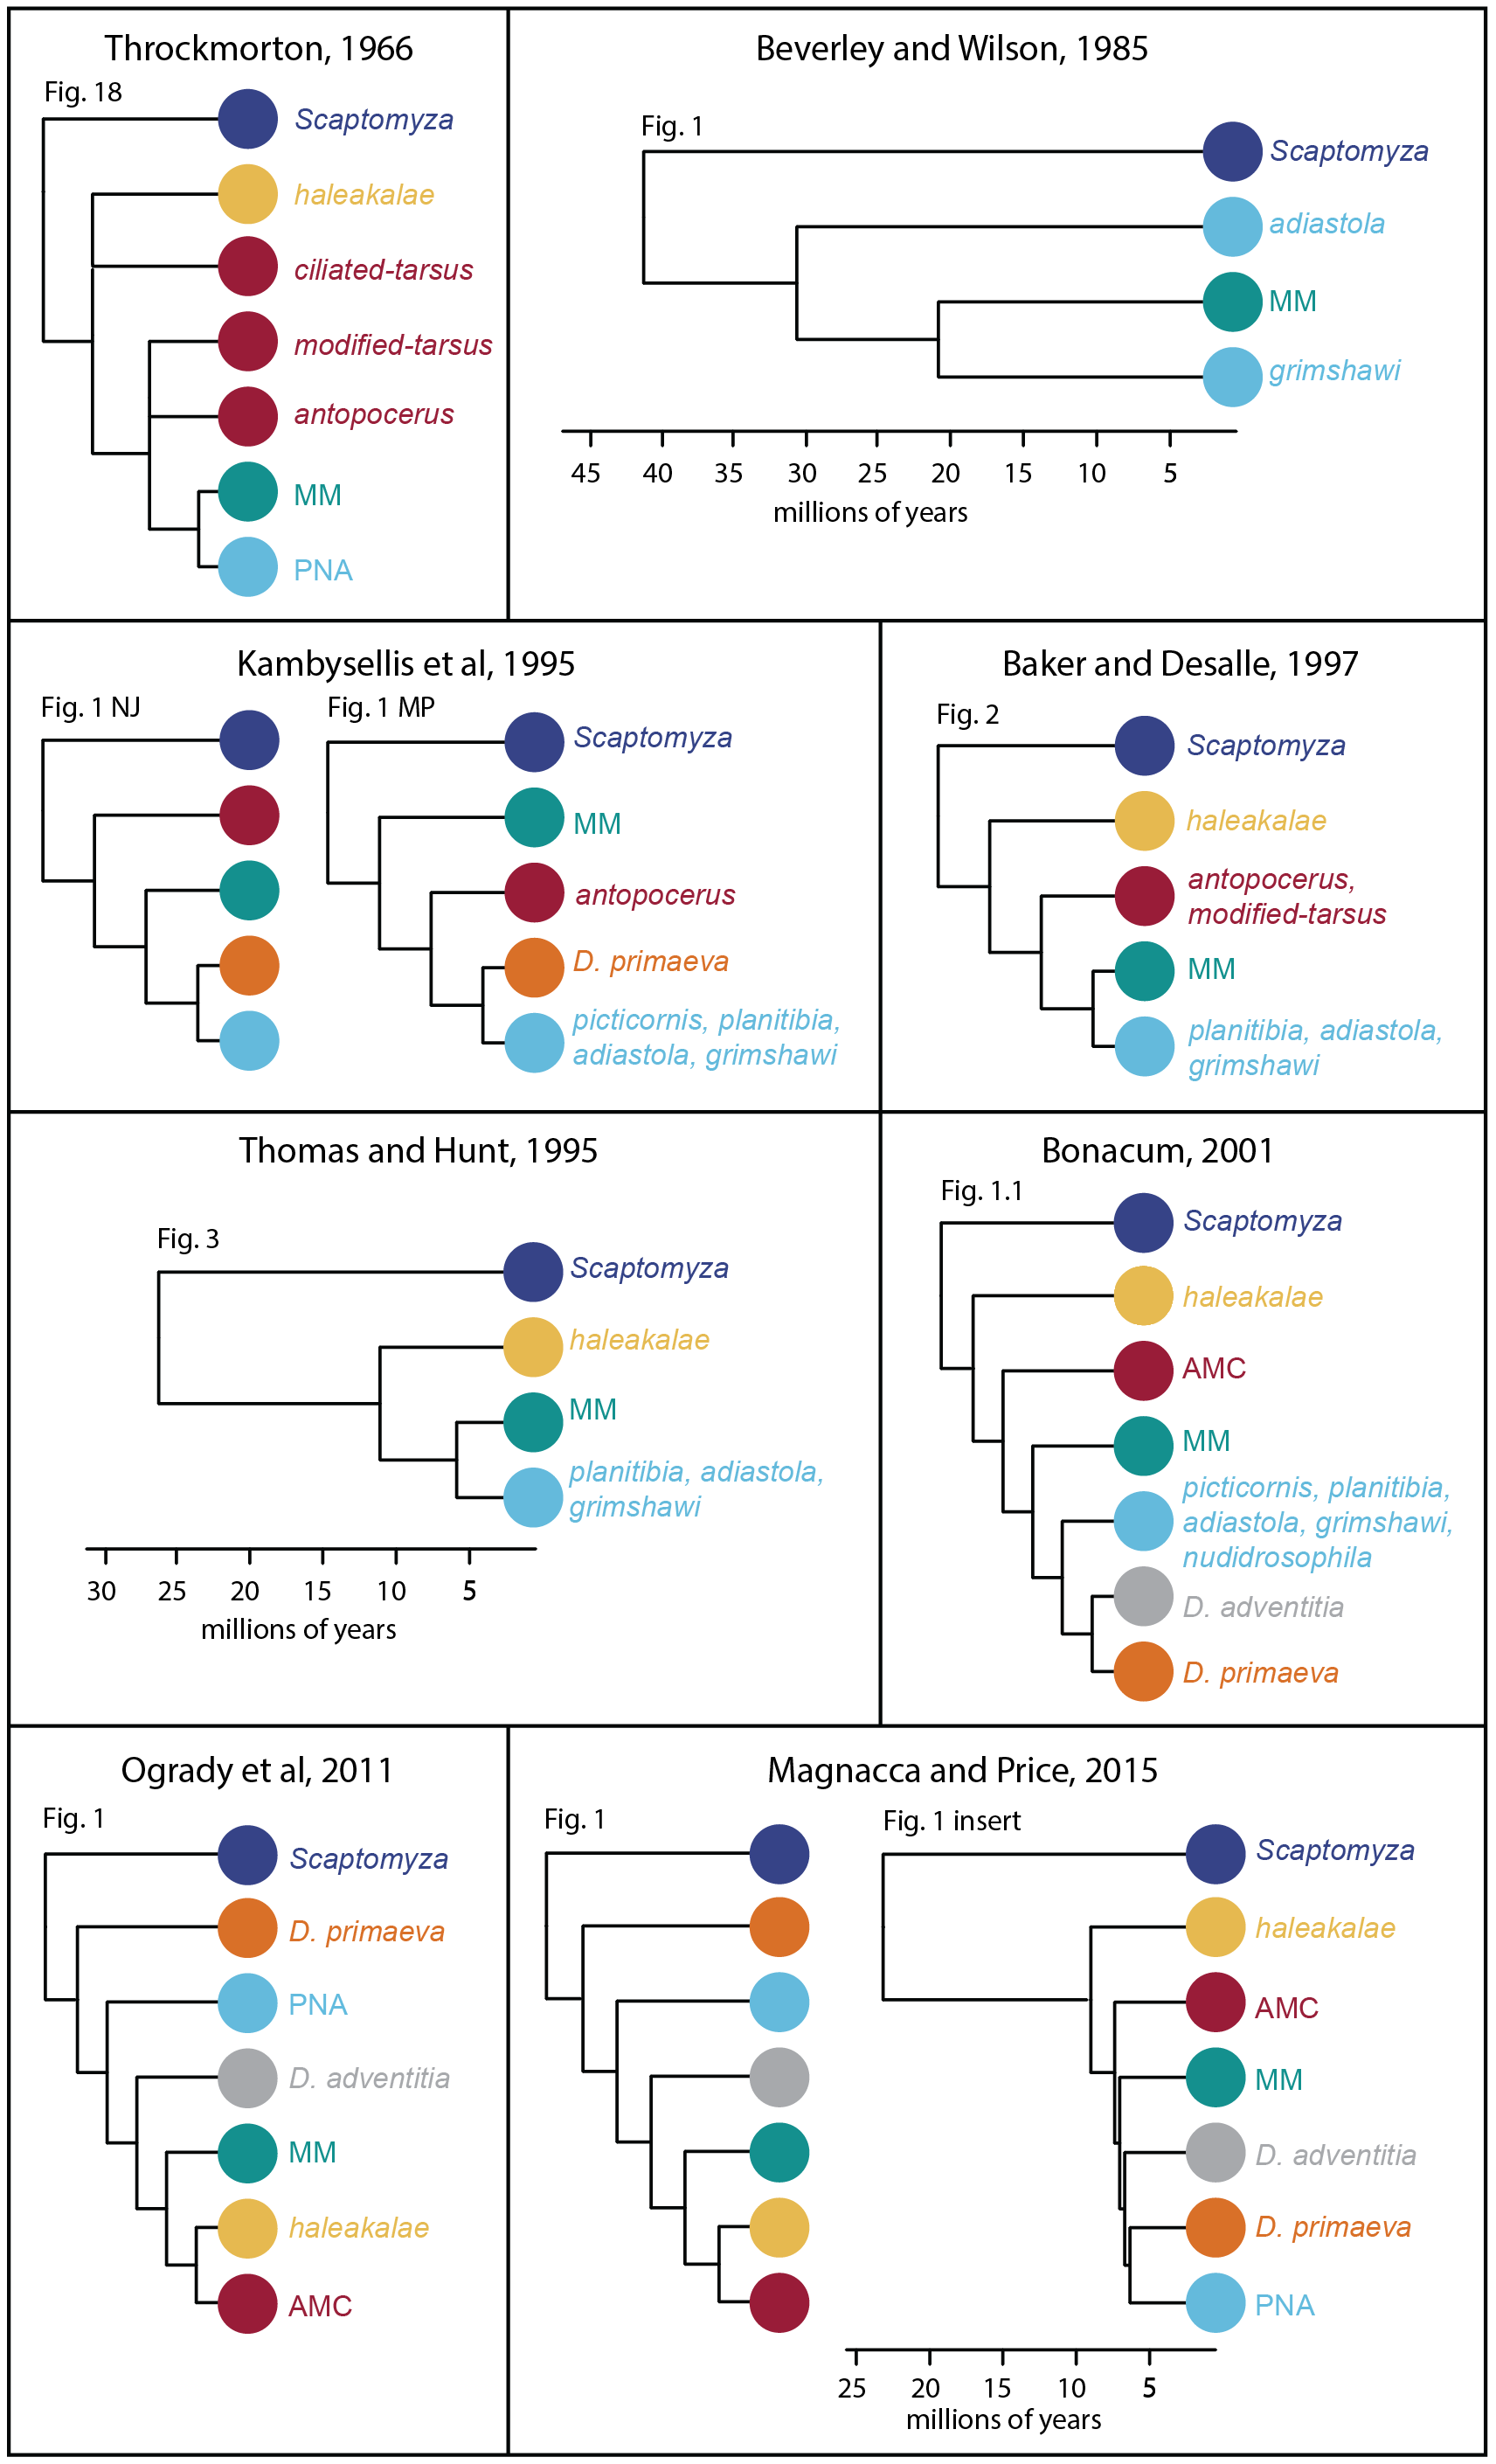 Throckmorton, 1966
Fig. 18
Scaptomyza
haleakalae
ciliated-tarsus
modified-tarsus
antopocerus
MM
PNA
Beverley and Wilson, 1985
Fig. 1
Scaptomyza
adiastola
MM
grimshawi
45 40 35 30 25 20 15 10 5
millions of years
Kambysellis et al, 1995
Fig. 1 NJ
Fig. 1 MP
Scaptomyza
MM
antopocerus
D. primaeva
picticornis, planitibia,
adiastola, grimshawi
Baker and Desalle, 1997
Fig. 2
Scaptomyza
haleakalae
antopocerus,
modified-tarsus
MM
planitibia, adiastola,
grimshawi
Thomas and Hunt, 1995
Fig. 3
Scaptomyza
haleakalae
MM
planitibia, adiastola,
grimshawi
30 25 20 15 10 5
millions of years
Bonacum, 2001
Fig. 1.1
Scaptomyza
haleakalae
AMC
MM
picticornis, planitibia,
adiastola, grimshawi,
nudidrosophila
D. adventitia
D. primaeva
Ogrady et al, 2011
Fig. 1
Scaptomyza
D. primaeva
PNA
D. adventitia
MM
haleakalae
AMC
Magnacca and Price, 2015
Fig. 1
Fig. 1 insert
Scaptomyza
haleakalae
AMC
MM
D. adventitia
D. primaeva
PNA
25 20 15 10 5
millions of years